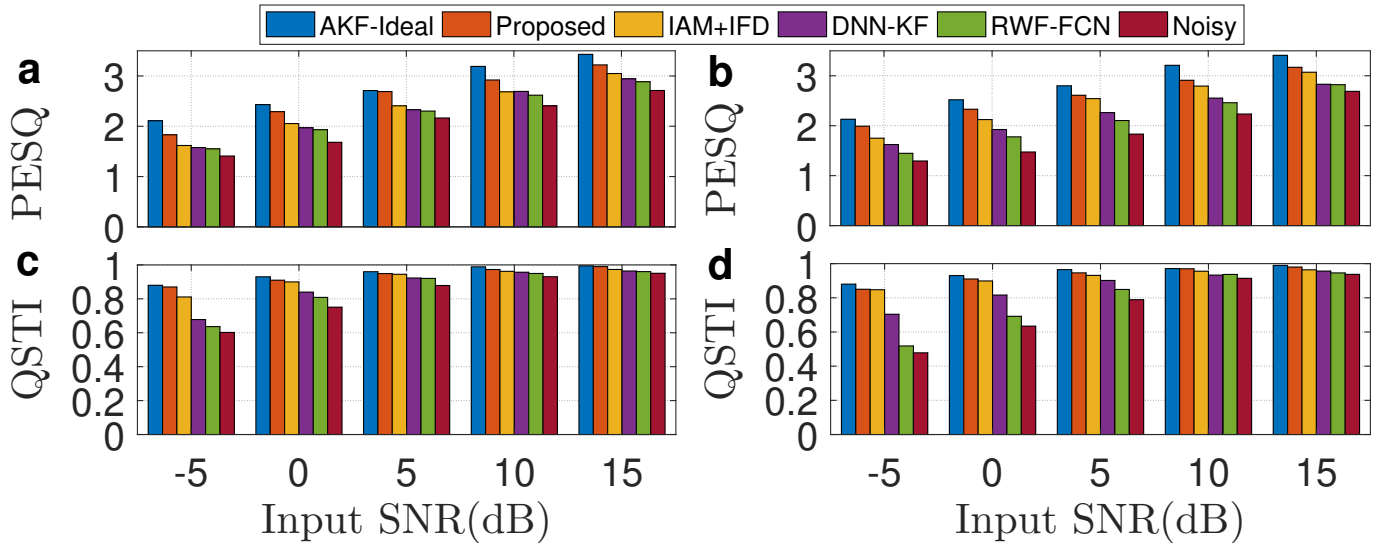 AKF-Ideal Proposed IAM+IFD DNN-KF RWF-FCN Noisy
a
PESQ
3
2
1
0
b
PESQ
3
2
1
0
c
QSTI
1
0.8
0.6
0.4
0.2
0
-5 0 5 10 15
Input SNR(dB)
d
QSTI
1
0.8
0.6
0.4
0.2
0
-5 0 5 10 15
Input SNR(dB)